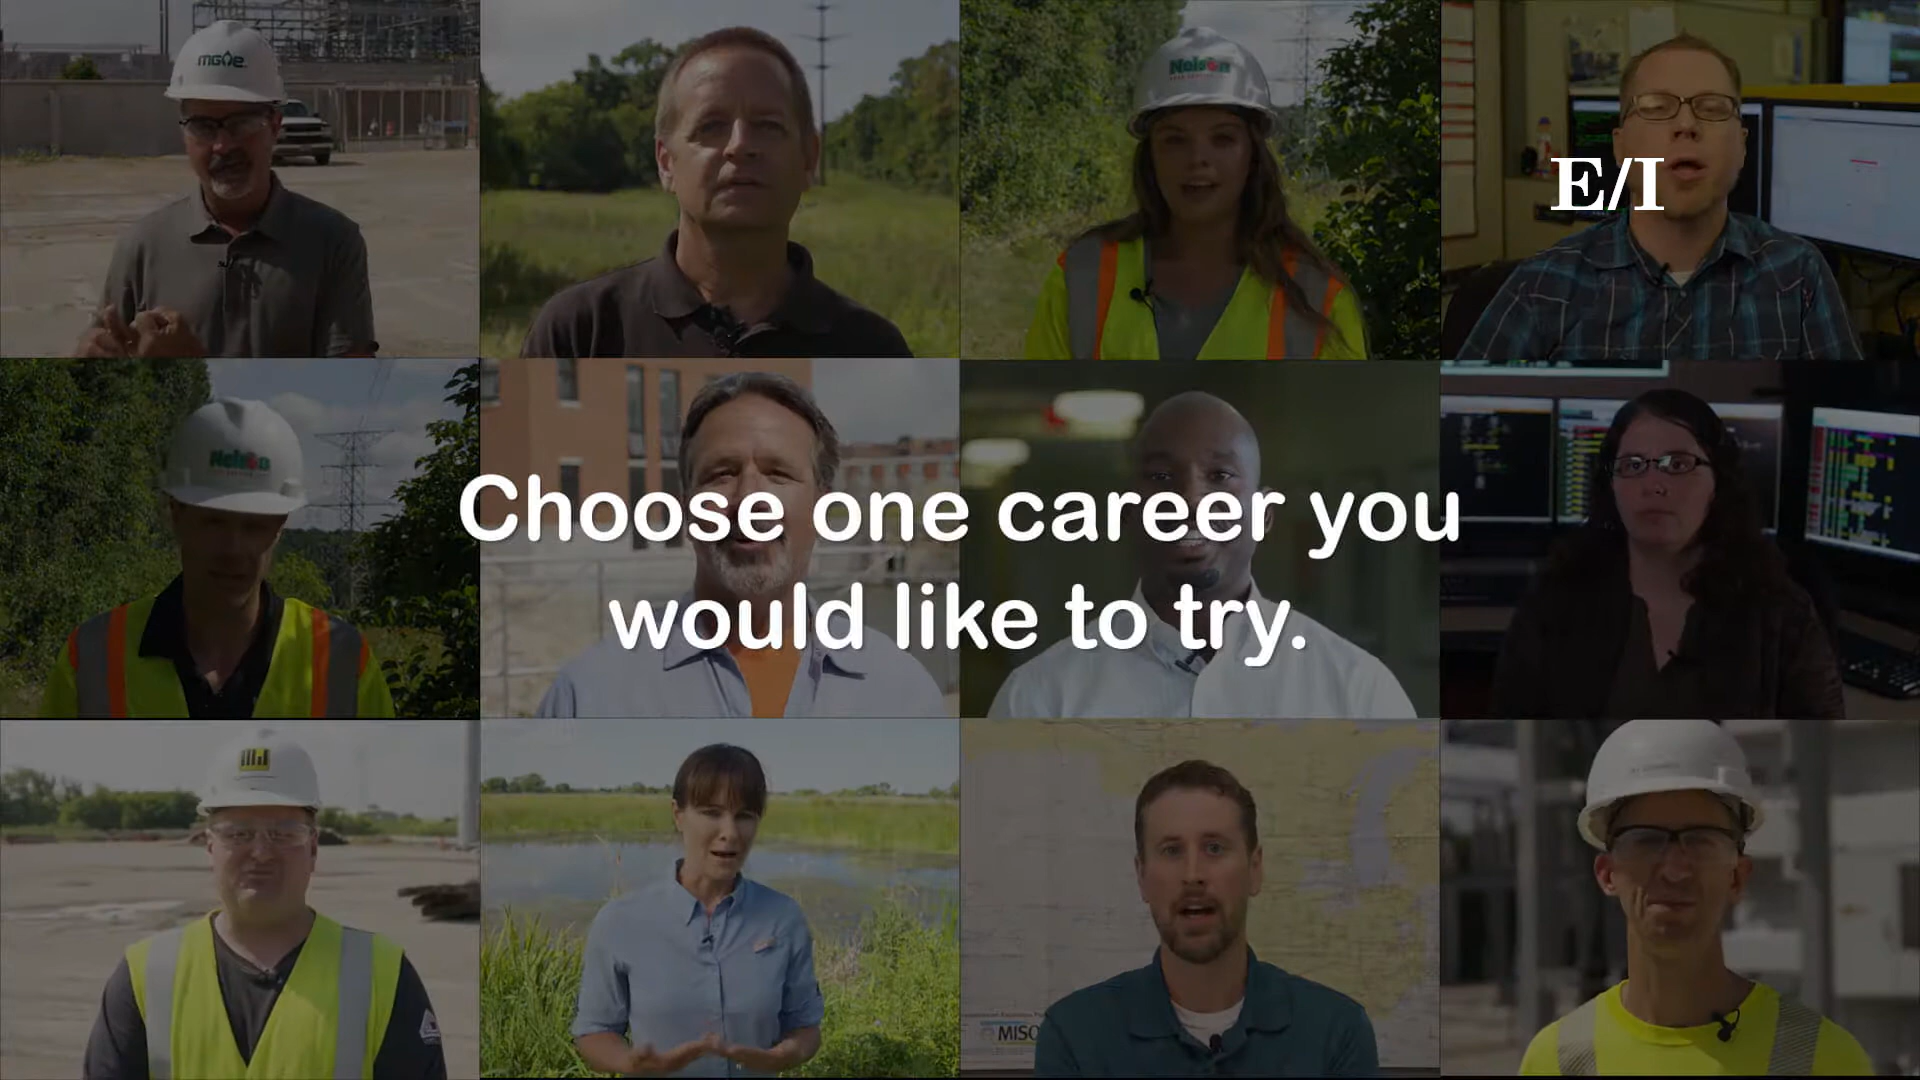 MGE
Nelson
E/I
Nelson
Choose one career you
would like to try.
MISO